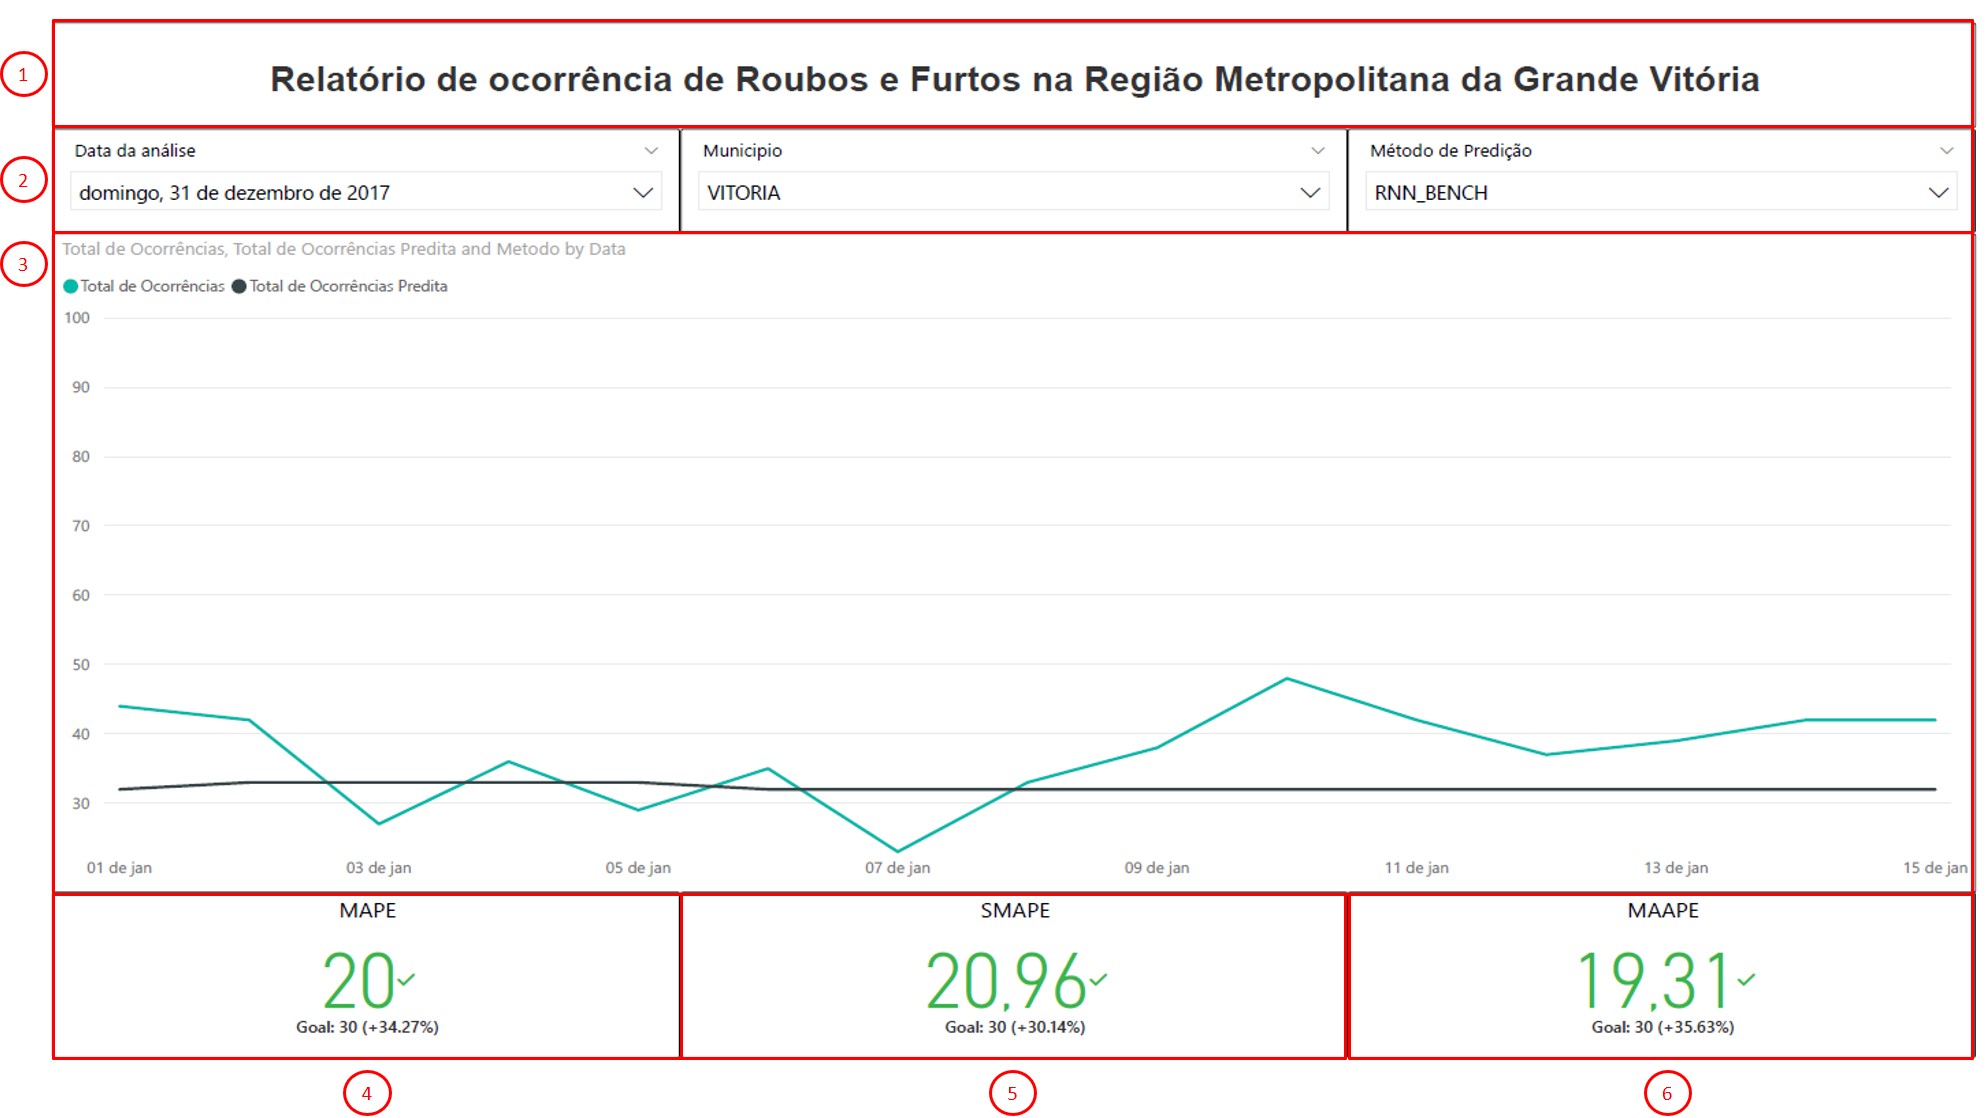 1
Relatório de ocorrência de Roubos e Furtos na Região Metropolitana da Grande Vitória
2
Data da análise
domingo, 31 de dezembro de 2017
Municipio
VITORIA
Método de Predição
RNN_BENCH
3
Total de Ocorrências, Total de Ocorrências Predita and Metodo by Data
Total de Ocorrências Total de Ocorrências Predita
100
90
80
70
60
50
40
30
01 de jan 03 de jan 05 de jan 07 de jan 09 de jan 11 de jan 13 de jan 15 de jan
MAPE
20
Goal: 30 (+34.27%)
SMAPE
20,96
Goal: 30 (+30.14%)
MAAPE
19,31
Goal: 30 (+35.63%)
4
5
6